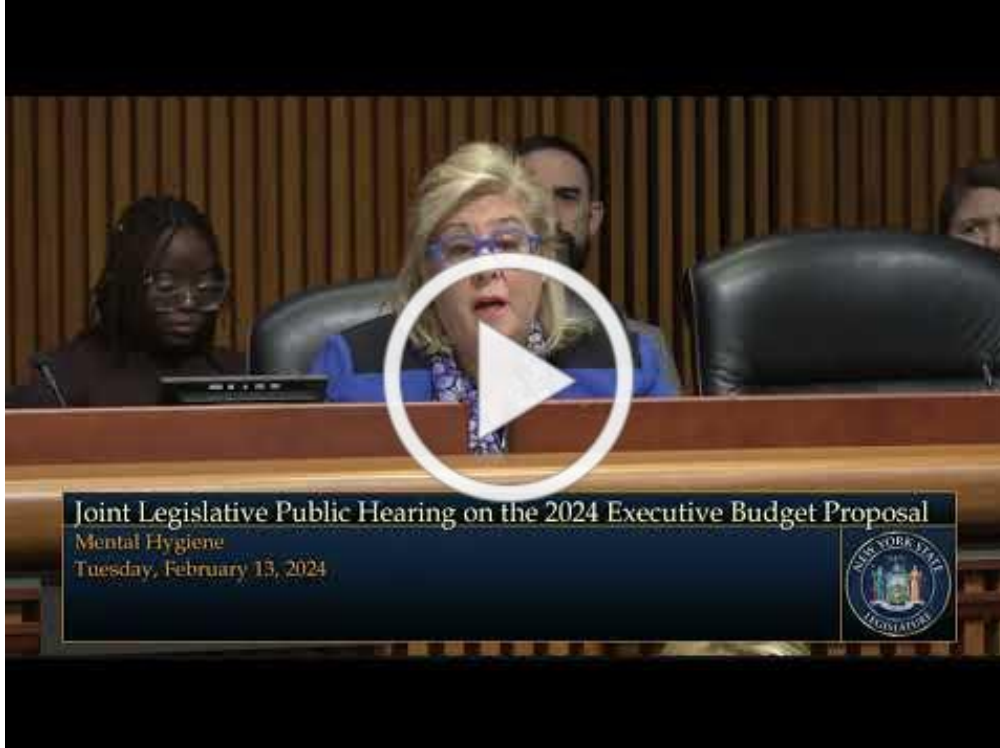 Joint Legislative Public Hearing on the 2024 Executive Budget Proposal
Mental Hygiene
Tuesday, February 13, 2024
NEW YORK STATE
LEGISLATURE